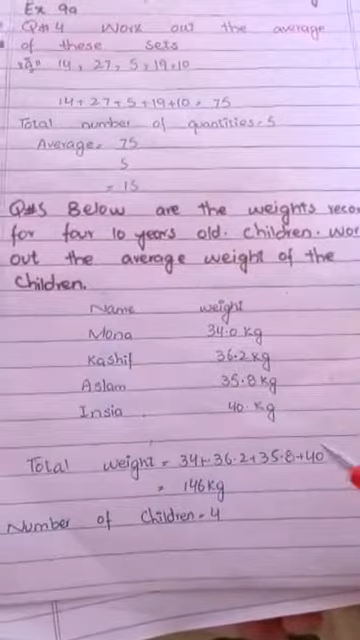 Ex 9a
Q#4 Work out the average
of these sets
"a" 14, 27, 5, 19, 10
14+27+5+19+10 = 75
Total number of quantities = 5
Average = 75
5
= 15
Q#5 Below are the weights recor
for four 10 years old. Children. Wor
out the average weight of the
Children.
Name weight
Mona 34.0 kg
Kashif 36.2 kg
Aslam 35.8 kg
Insia 40. kg
Total weight = 34+36.2+35.8+40
= 146 kg
Number of Children = 4